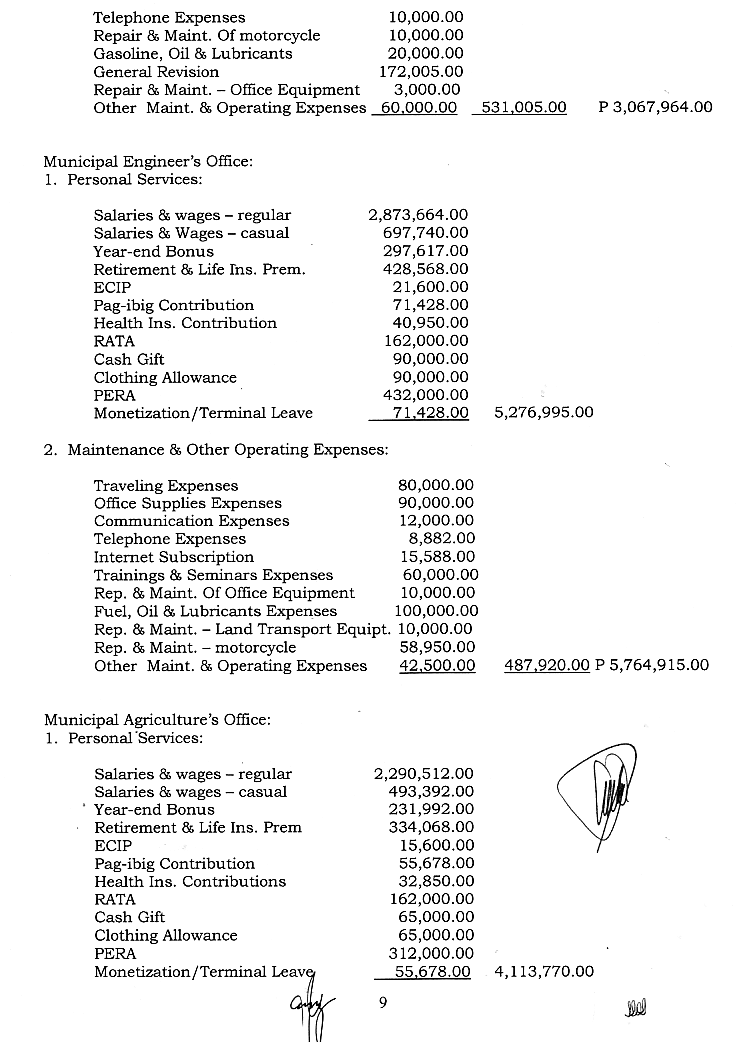 Telephone Expenses 10,000.00
Repair & Maint. Of motorcycle 10,000.00
Gasoline, Oil & Lubricants 20,000.00
General Revision 172,005.00
Repair & Maint. – Office Equipment 3,000.00
Other Maint. & Operating Expenses 60,000.00 531,005.00 P 3,067,964.00
Municipal Engineer's Office:
1. Personal Services:
Salaries & wages – regular 2,873,664.00
Salaries & Wages – casual 697,740.00
Year-end Bonus 297,617.00
Retirement & Life Ins. Prem. 428,568.00
ECIP 21,600.00
Pag-ibig Contribution 71,428.00
Health Ins. Contribution 40,950.00
RATA 162,000.00
Cash Gift 90,000.00
Clothing Allowance 90,000.00
PERA 432,000.00
Monetization/Terminal Leave 71,428.00 5,276,995.00
2. Maintenance & Other Operating Expenses:
Traveling Expenses 80,000.00
Office Supplies Expenses 90,000.00
Communication Expenses 12,000.00
Telephone Expenses 8,882.00
Internet Subscription 15,588.00
Trainings & Seminars Expenses 60,000.00
Rep. & Maint. Of Office Equipment 10,000.00
Fuel, Oil & Lubricants Expenses 100,000.00
Rep. & Maint. – Land Transport Equipt. 10,000.00
Rep. & Maint. – motorcycle 58,950.00
Other Maint. & Operating Expenses 42,500.00 487,920.00 P 5,764,915.00
Municipal Agriculture's Office:
1. Personal Services:
Salaries & wages – regular 2,290,512.00
Salaries & wages – casual 493,392.00
Year-end Bonus 231,992.00
Retirement & Life Ins. Prem 334,068.00
ECIP 15,600.00
Pag-ibig Contribution 55,678.00
Health Ins. Contributions 32,850.00
RATA 162,000.00
Cash Gift 65,000.00
Clothing Allowance 65,000.00
PERA 312,000.00
Monetization/Terminal Leave 55,678.00 4,113,770.00
9